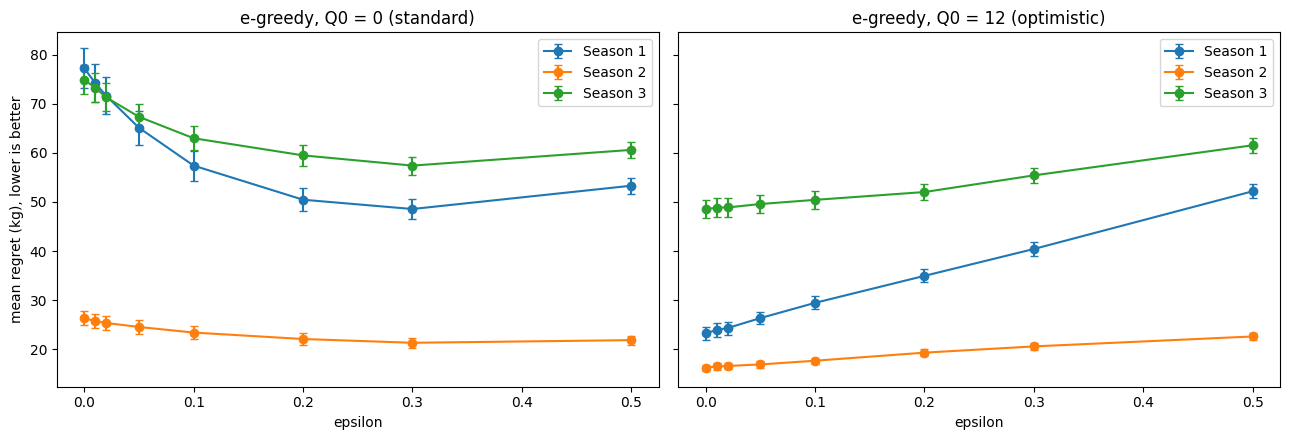 e-greedy, Q0 = 0 (standard)
mean regret (kg), lower is better
80
70
60
50
40
30
20
Season 1
Season 2
Season 3
0.0 0.1 0.2 0.3 0.4 0.5
epsilon
e-greedy, Q0 = 12 (optimistic)
Season 1
Season 2
Season 3
0.0 0.1 0.2 0.3 0.4 0.5
epsilon